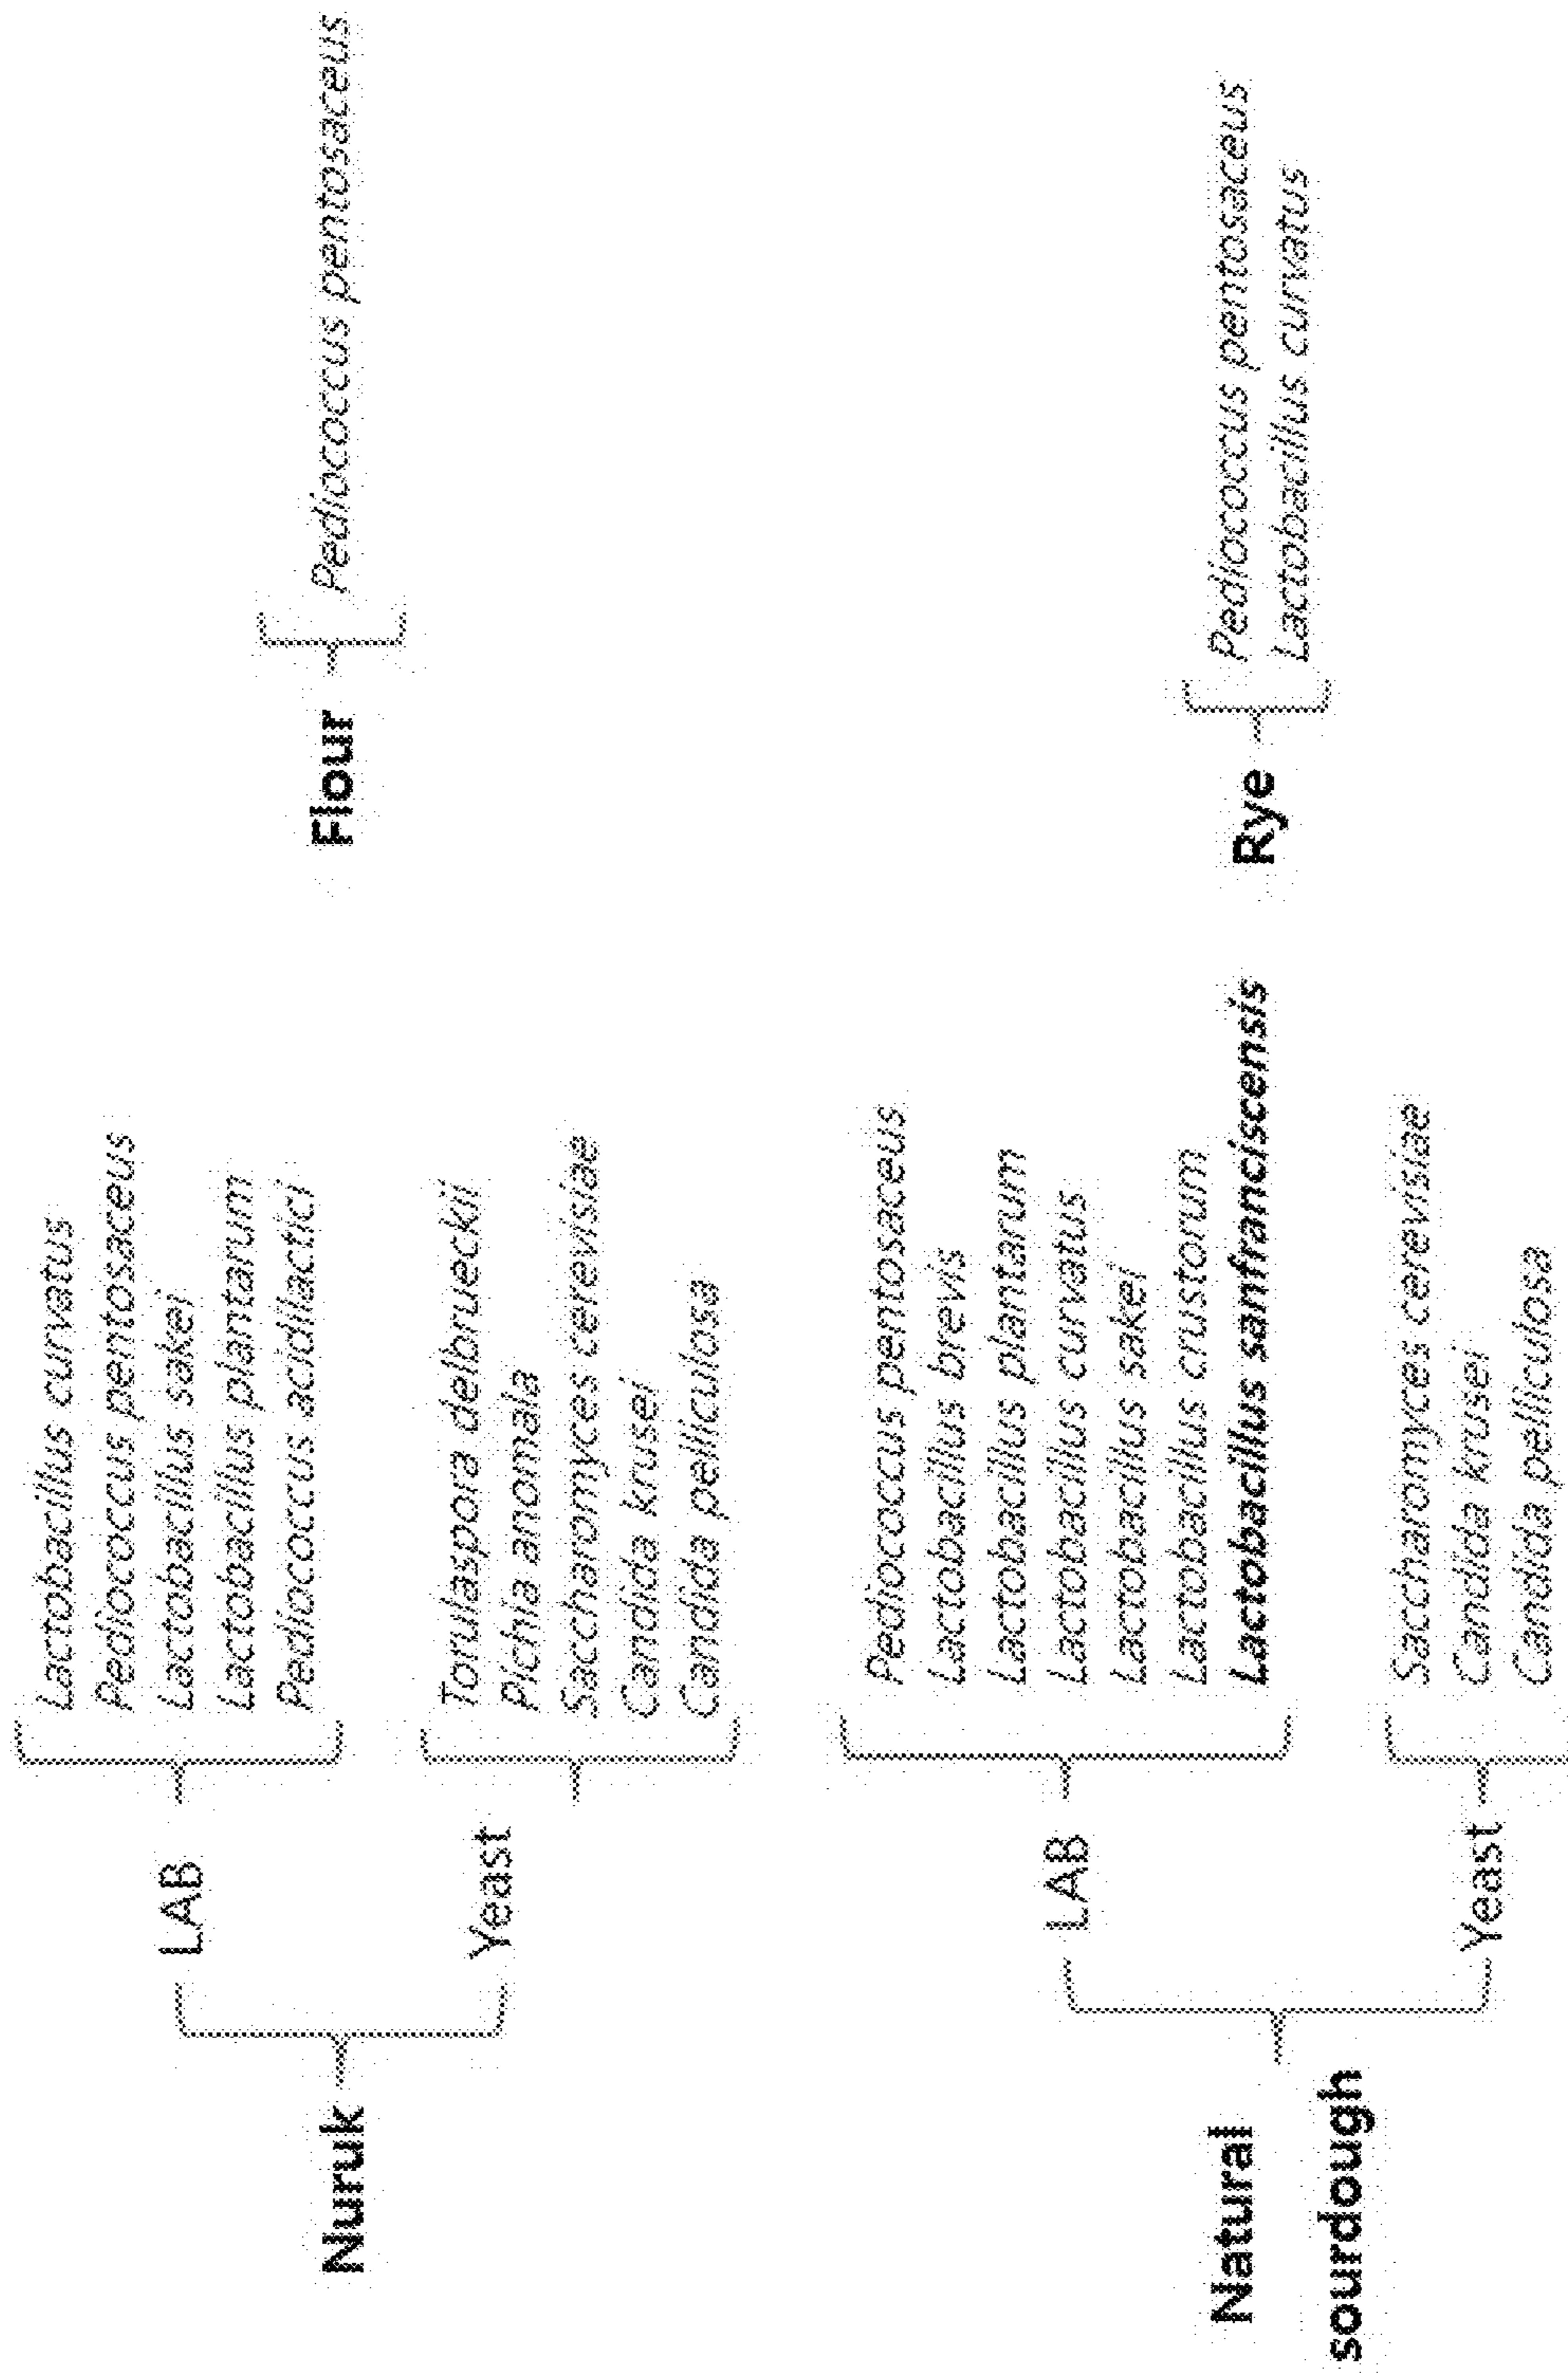 Nuruk
LAB
Lactobacillus curvatus
Pediococcus pentosaceus
Lactobacillus sakei
Lactobacillus plantarum
Pediococcus acidilactici
Yeast
Torulaspora delbrueckii
Pichia anomala
Saccharomyces cerevisiae
Candida krusei
Candida pelliculosa
Flour
Pediococcus pentosaceus
Natural
sourdough
LAB
Pediococcus pentosaceus
Lactobacillus brevis
Lactobacillus plantarum
Lactobacillus curvatus
Lactobacillus sakei
Lactobacillus crustorum
Lactobacillus sanfranciscensis
Yeast
Saccharomyces cerevisiae
Candida krusei
Candida pelliculosa
Rye
Pediococcus pentosaceus
Lactobacillus curvatus